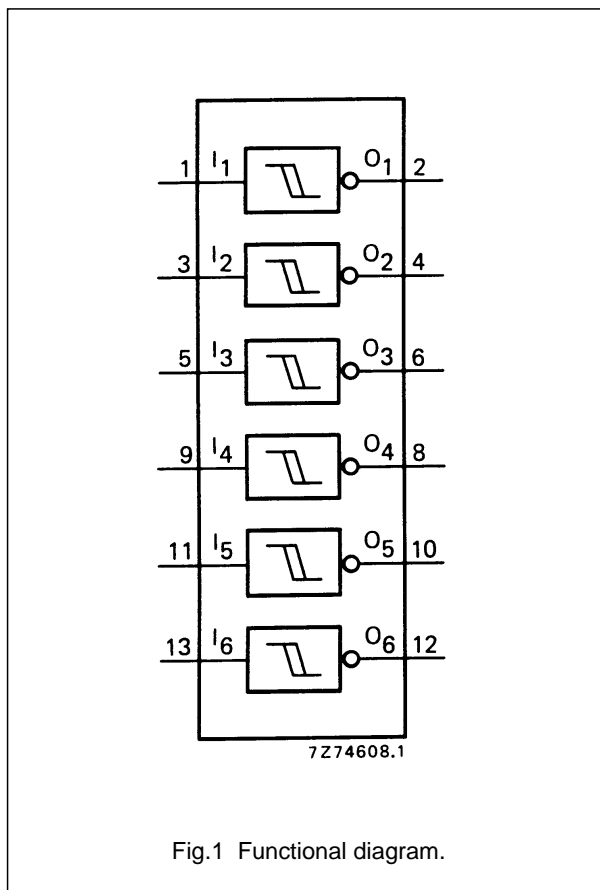 1 I1 O1 2
3 I2 O2 4
5 I3 O3 6
9 I4 O4 8
11 I5 O5 10
13 I6 O6 12
7Z74608.1
Fig.1 Functional diagram.